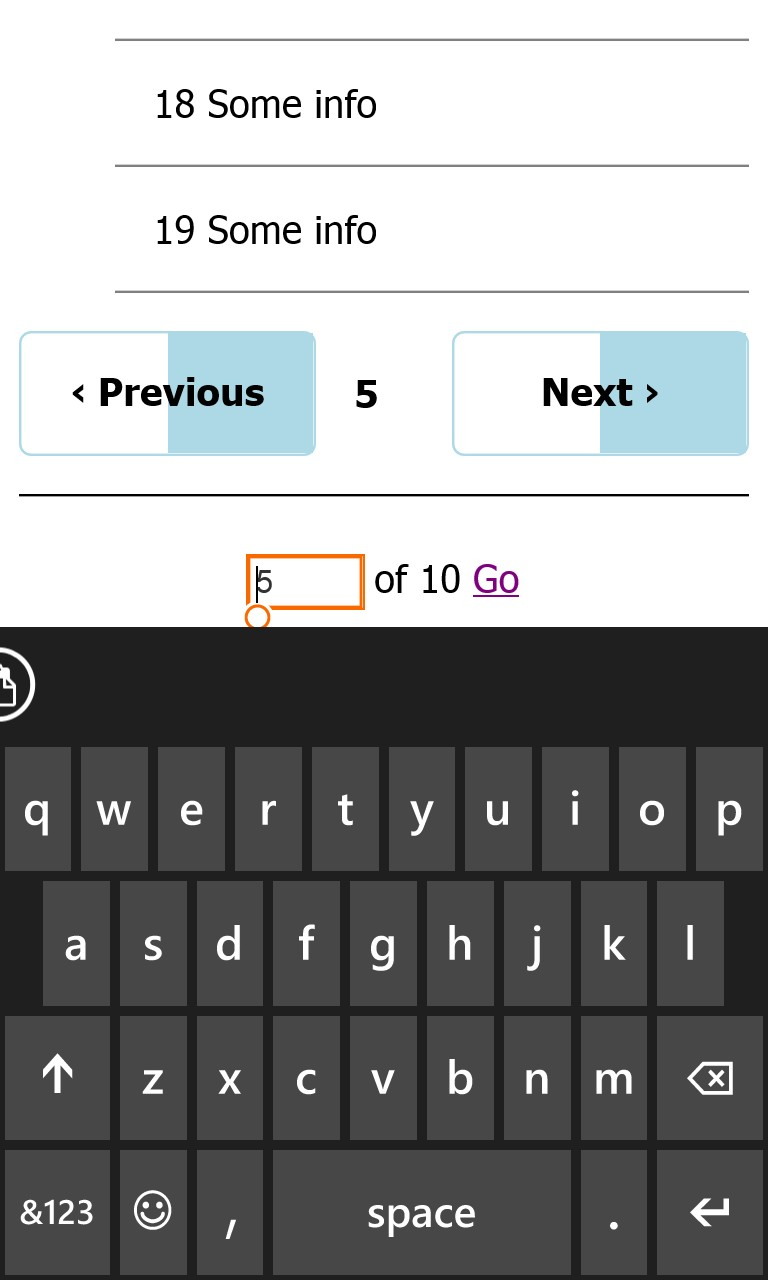 18 Some info
19 Some info
‹ Previous 5 Next ›
5 of 10 Go
q w e r t y u i o p
a s d f g h j k l
z x c v b n m
&123 , space .